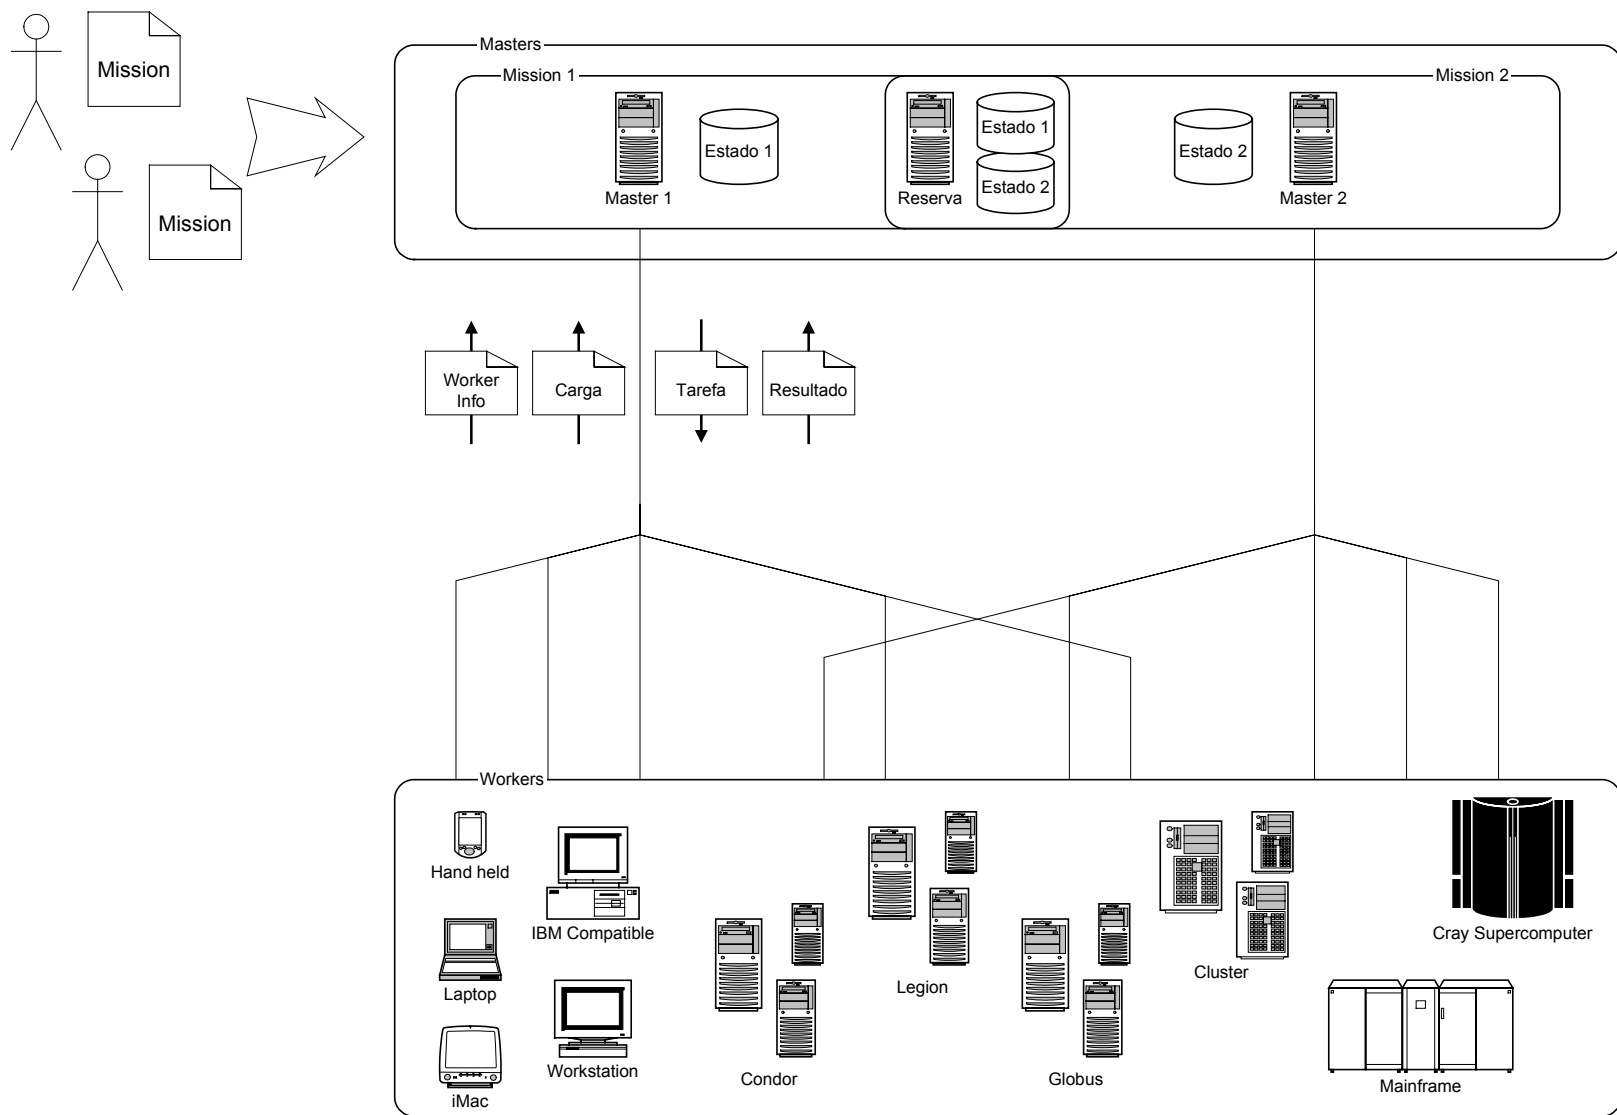 Mission
Mission
Masters
Mission 1
Mission 2
Master 1
Estado 1
Reserva
Estado 1
Estado 2
Estado 2
Master 2
Worker
Info
Carga
Tarefa
Resultado
Workers
Hand held
IBM Compatible
Laptop
iMac
Workstation
Condor
Legion
Globus
Cluster
Cray Supercomputer
Mainframe